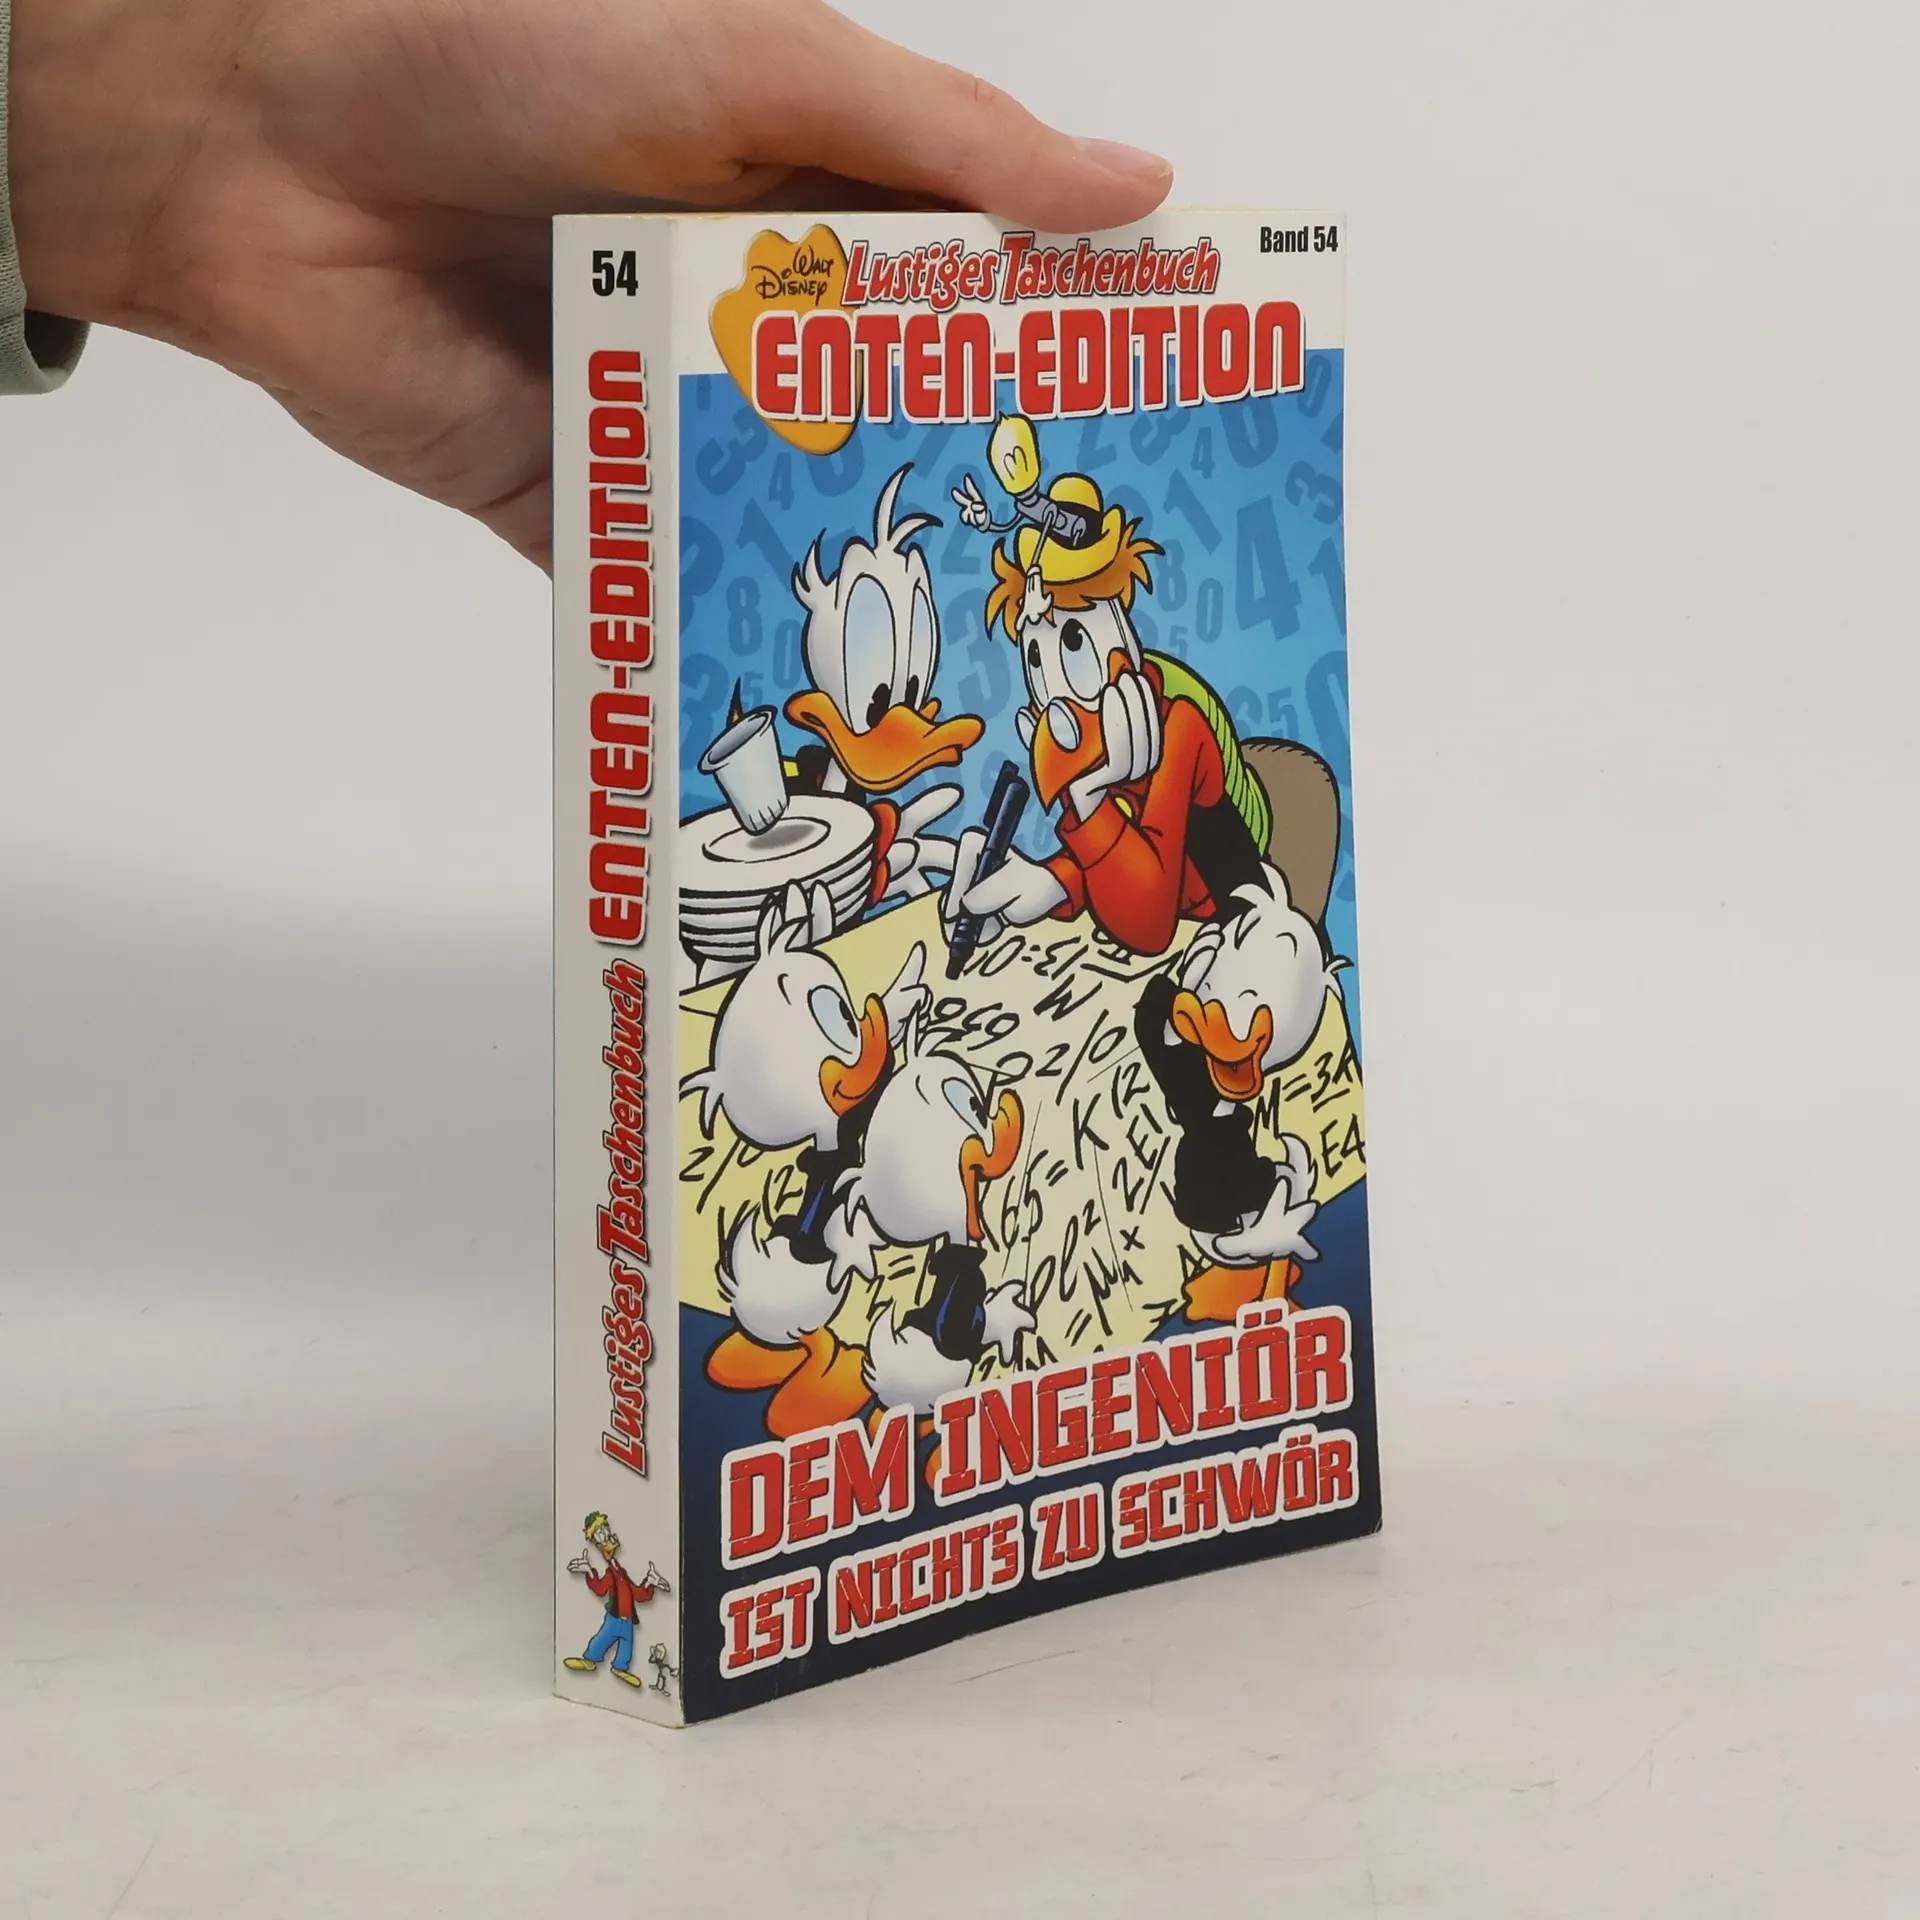 54
Lustiges Taschenbuch ENTEN-EDITION
Walt Disney
Lustiges Taschenbuch
Band 54
ENTEN-EDITION
DEM INGENIÖR
IST NICHTS ZU SCHWÖR